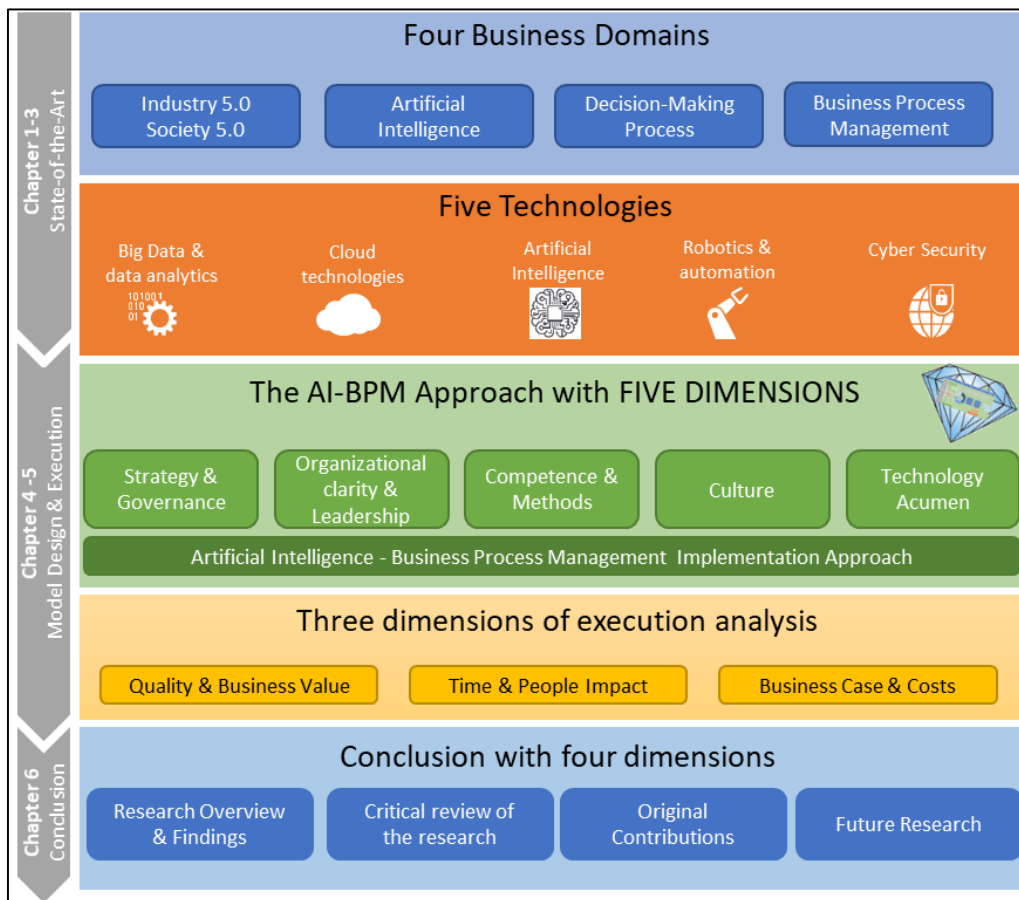 Chapter 1-3
State-of-the-Art
Four Business Domains
Industry 5.0
Society 5.0
Artificial
Intelligence
Decision-Making
Process
Business Process
Management
Five Technologies
Big Data &
data analytics
101001
010
01
Cloud
technologies
Artificial
Intelligence
Robotics &
automation
Cyber Security
Chapter 4 -5
Model Design & Execution
The AI-BPM Approach with FIVE DIMENSIONS
Strategy &
Governance
Organizational
clarity &
Leadership
Competence &
Methods
Culture
Technology
Acumen
Artificial Intelligence - Business Process Management Implementation Approach
Three dimensions of execution analysis
Quality & Business Value
Time & People Impact
Business Case & Costs
Chapter 6
Conclusion
Conclusion with four dimensions
Research Overview
& Findings
Critical review of
the research
Original
Contributions
Future Research